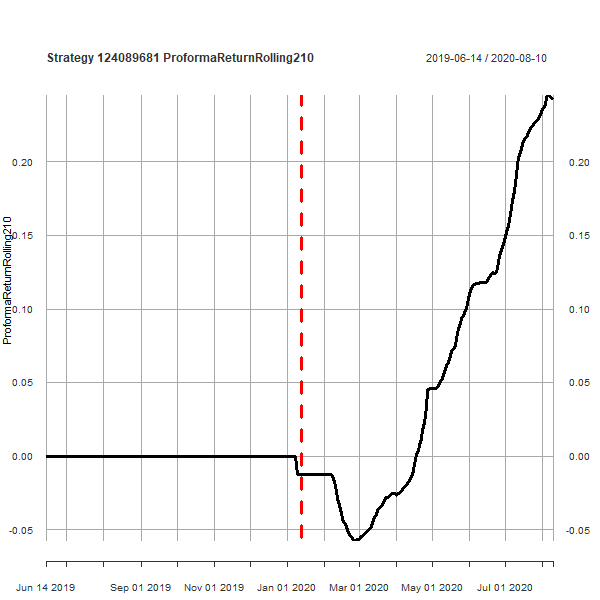 Strategy 124089681 ProformaReturnRolling210
2019-06-14 / 2020-08-10
ProformaReturnRolling210
0.20
0.15
0.10
0.05
0.00
-0.05
0.20
0.15
0.10
0.05
0.00
-0.05
Jun 14 2019
Sep 01 2019
Nov 01 2019
Jan 01 2020
Mar 01 2020
May 01 2020
Jul 01 2020